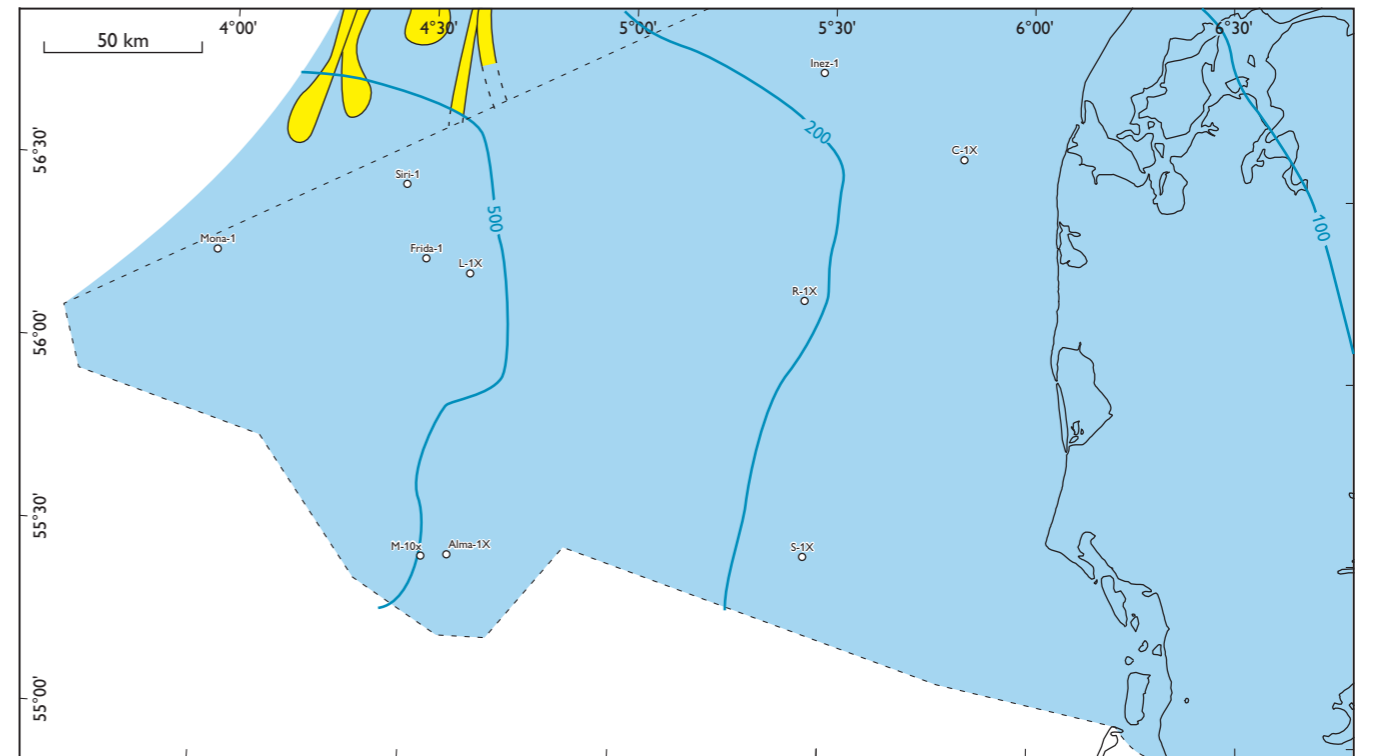 4°00'
4°30'
5°00'
5°30'
6°00'
6°30'
50 km
Inez-1
200
C-1X
56°30'
Siri-1
500
100
Mona-1
Frida-1
L-1X
R-1X
56°00'
55°30'
M-10x
Alma-1X
S-1X
55°00'